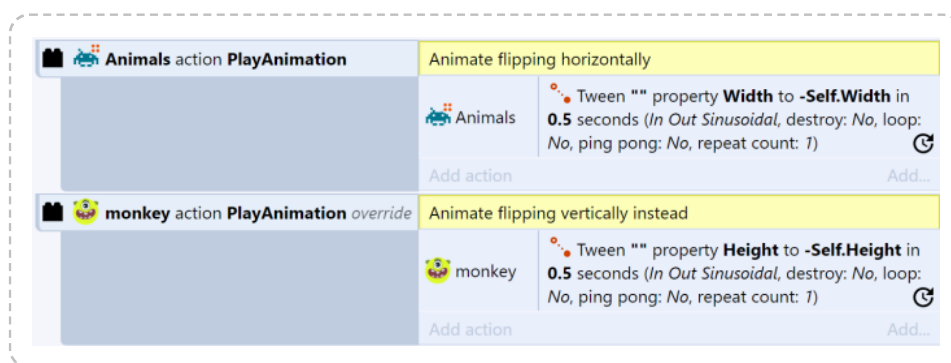 Animals action PlayAnimation
Animate flipping horizontally
Animals
Tween "" property Width to -Self.Width in
0.5 seconds (In Out Sinusoidal, destroy: No, loop:
No, ping pong: No, repeat count: 1)
Add action
Add...
monkey action PlayAnimation override
Animate flipping vertically instead
monkey
Tween "" property Height to -Self.Height in
0.5 seconds (In Out Sinusoidal, destroy: No, loop:
No, ping pong: No, repeat count: 1)
Add action
Add...